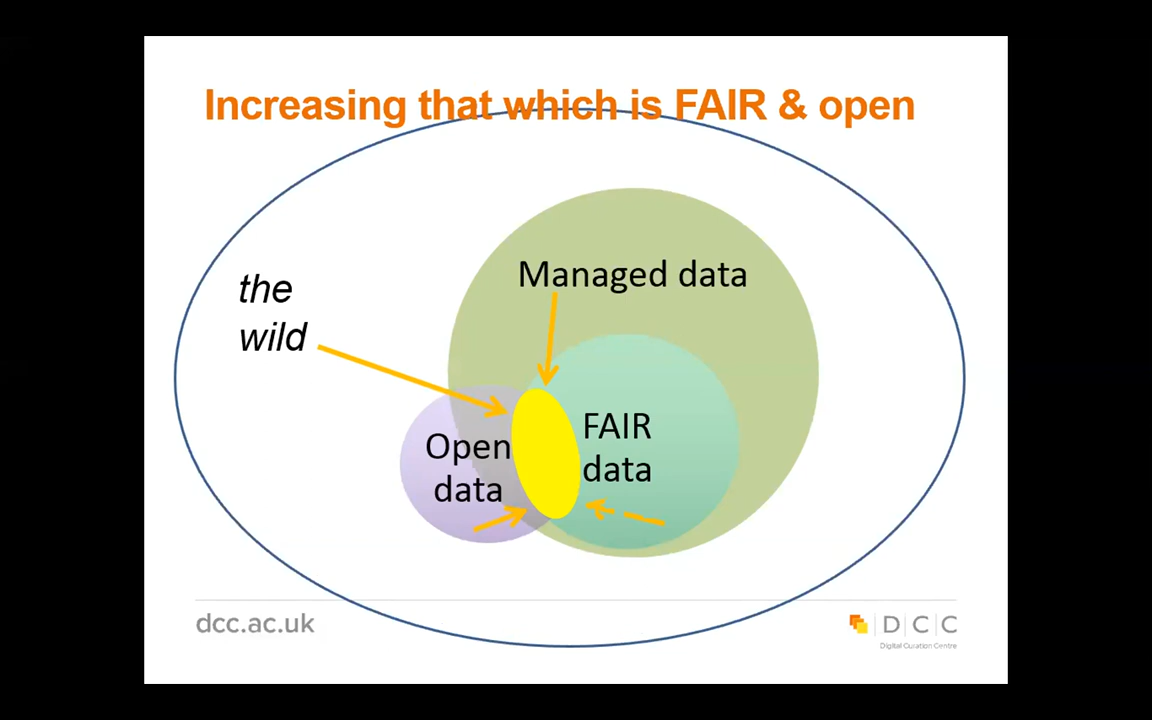 Increasing that which is FAIR & open
the
wild
Managed data
Open
data
FAIR
data
dcc.ac.uk
D C C
Digital Curation Centre